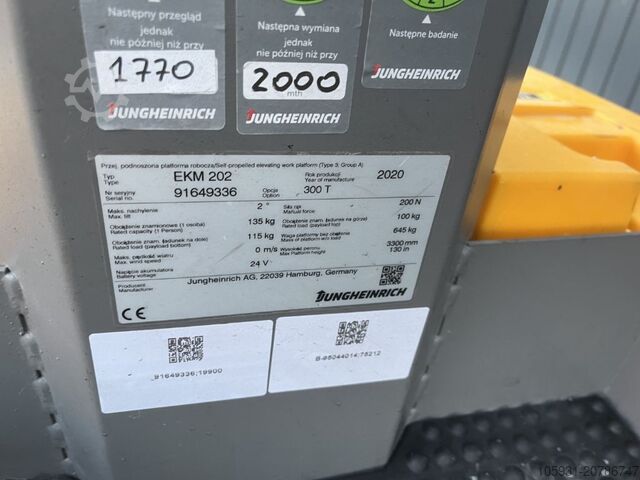 Następny przegląd
jednak
nie później niż przy
1770
JUNGHEINRICH
Następna wymiana
jednak
nie później niż przy
2000
mth
JUNGHEINRICH
Następne badanie
JUNGHEINRICH
Przej. podnoszona platforma robocza/Self-propelled elevating work platform (Type 3, Group A)
Typ
Type
EKM 202
Rok produkcji
Year of manufacture
2020
Nr seryjny
Serial no.
91649336
Opcja
Option
300 T
Maks. nachylenie
Max. tilt
2°
Siła ręki
Manual force
200 N
Obciążenie znamionowe (1 osoba)
Rated capacity (1 Person)
135 kg
Obciążenie znam. (ładunek na górze)
Rated load (payload top)
100 kg
Obciążenie znam. (ładunek na dole)
Rated load (payload bottom)
115 kg
Waga platformy bez obciążenia
Mass of platform w/o load
645 kg
Maks. prędkość wiatru
Max. wind speed
0 m/s
Wysokość podestu
Max Platform height
3300 mm
130 in
Napięcie akumulatora
Battery voltage
24 V
Producent
Manufacturer
Jungheinrich AG, 22039 Hamburg, Germany
JUNGHEINRICH
CE
91649336;19900
B-95044014;75212
105931-20786747